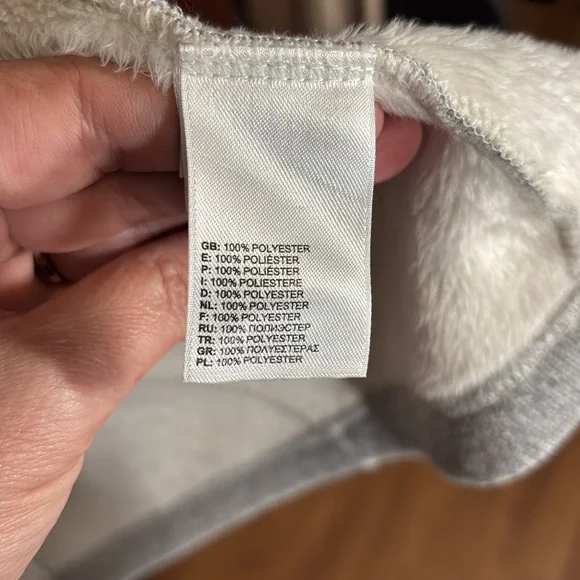 GB: 100% POLYESTER
E: 100% POLIÉSTER
P: 100% POLIÉSTER
I: 100% POLIESTERE
D: 100% POLYESTER
NL: 100% POLYESTER
F: 100% POLYESTER
RU: 100% ПОЛИЭСТЕР
TR: 100% POLYESTER
GR: 100% ΠΟΛΥΕΣΤΕΡΑΣ
PL: 100% POLYESTER